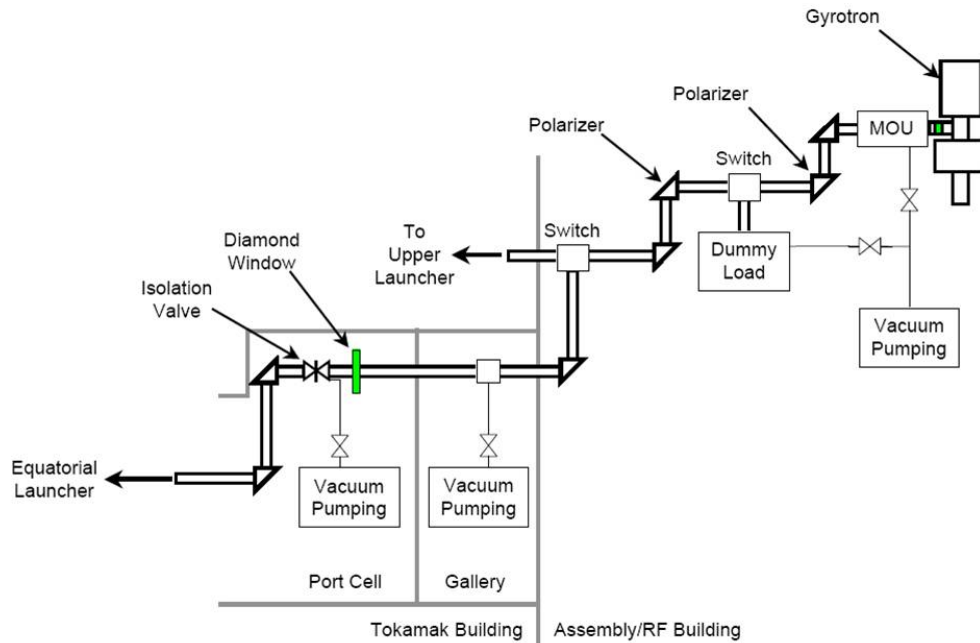 Gyrotron
Polarizer
MOU
Polarizer
Switch
To
Upper
Launcher
Switch
Dummy
Load
Diamond
Window
Isolation
Valve
Vacuum
Pumping
Equatorial
Launcher
Vacuum
Pumping
Vacuum
Pumping
Port Cell
Gallery
Tokamak Building
Assembly/RF Building